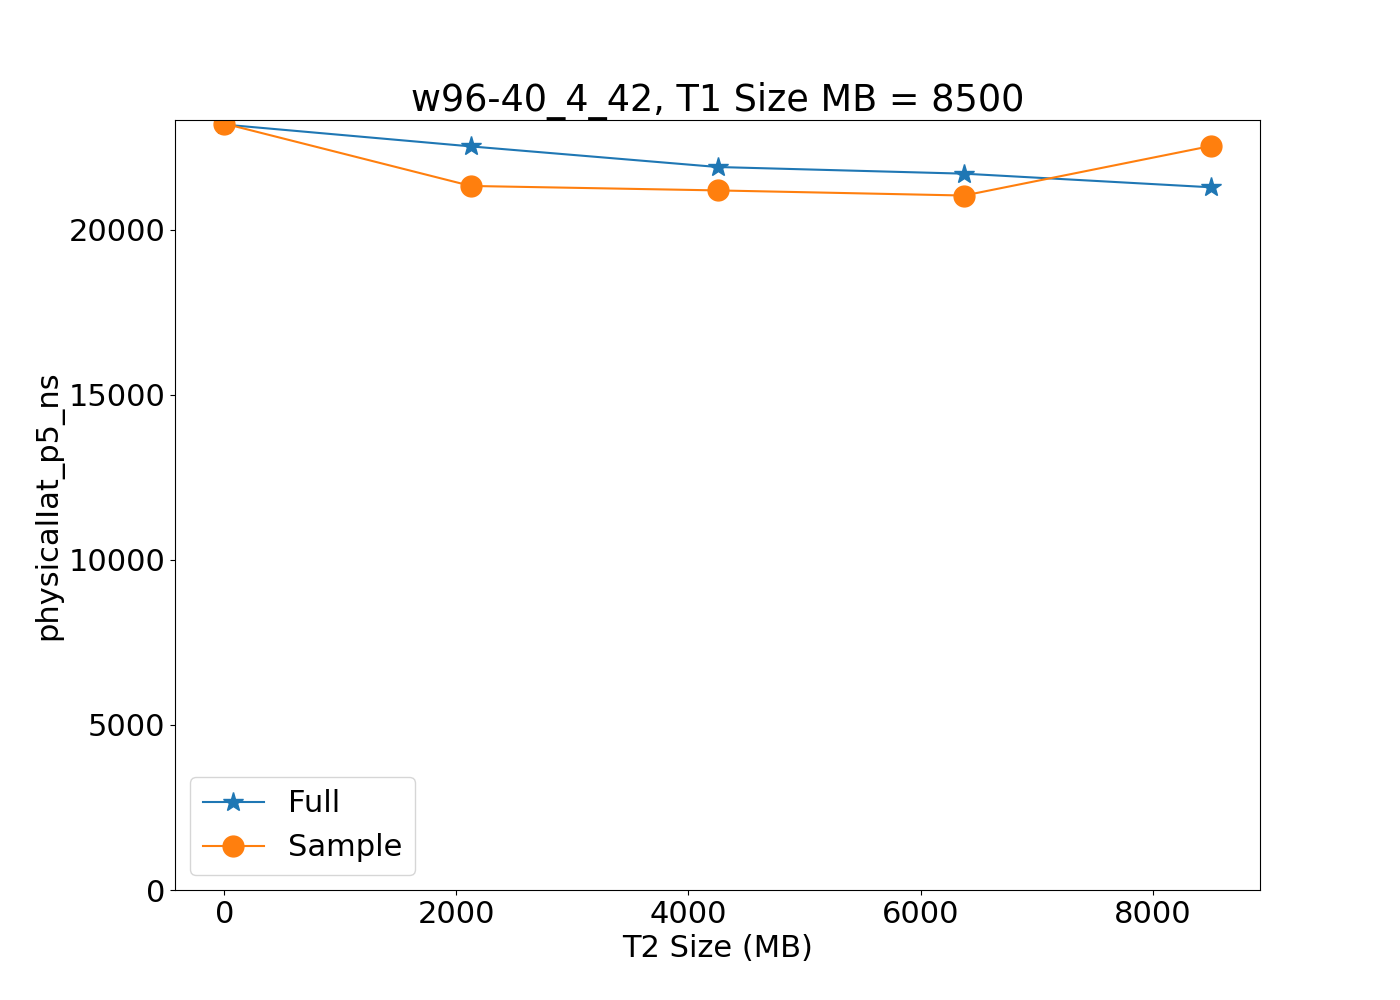 w96-40_4_42, T1 Size MB = 8500
physicallat_p5_ns
20000
15000
10000
5000
0
Full
Sample
0 2000 4000 6000 8000
T2 Size (MB)